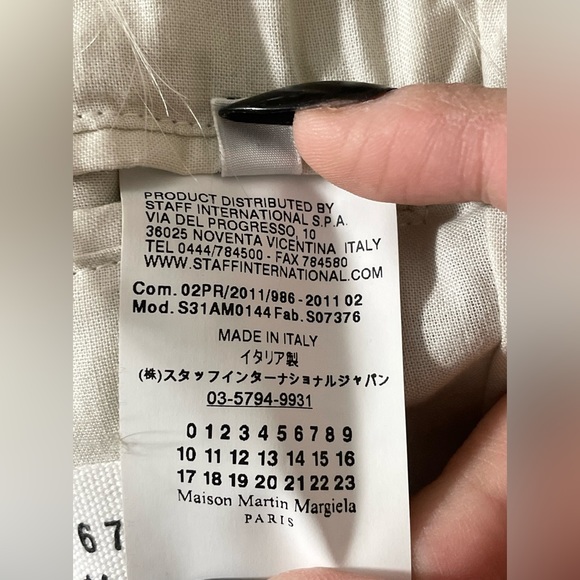 PRODUCT DISTRIBUTED BY
STAFF INTERNATIONAL S.P.A.
VIA DEL PROGRESSO, 10
36025 NOVENTA VICENTINA ITALY
TEL 0444/784500 - FAX 784580
WWW.STAFFINTERNATIONAL.COM
Com. 02PR/2011/986-2011 02
Mod. S31AM0144 Fab. S07376
MADE IN ITALY
イタリア製
(株)スタッフインターナショナルジャパン
03-5794-9931
0 1 2 3 4 5 6 7 8 9
10 11 12 13 14 15 16
17 18 19 20 21 22 23
Maison Martin Margiela
PARIS
67